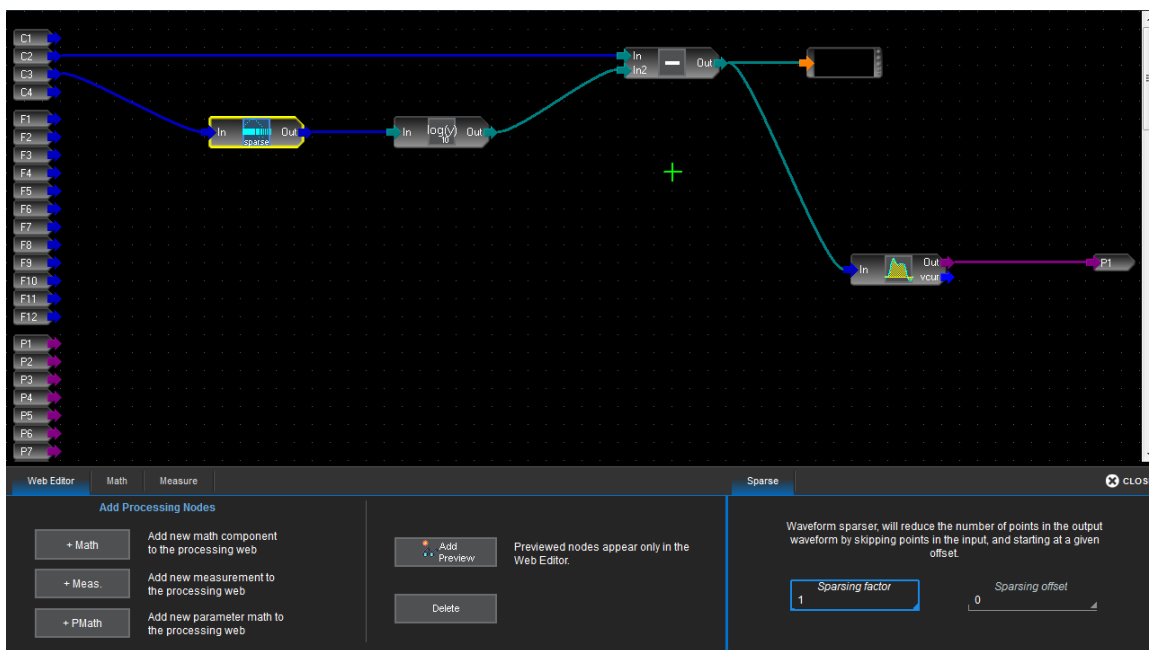 C1
C2
C3
C4
F1
F2
F3
F4
F5
F6
F7
F8
F9
F10
F11
F12
P1
P2
P3
P4
P5
P6
P7
In Out
sparse
In log(y) Out
10
In Out
In2
In Out
vcur
P1
Web Editor Math Measure
Add Processing Nodes
+ Math
Add new math component
to the processing web
+ Meas.
Add new measurement to
the processing web
+ PMath
Add new parameter math to
the processing web
Add
Preview
Previewed nodes appear only in the
Web Editor.
Delete
Sparse
CLOS
Waveform sparser, will reduce the number of points in the output
waveform by skipping points in the input, and starting at a given
offset.
Sparsing factor
1
Sparsing offset
0